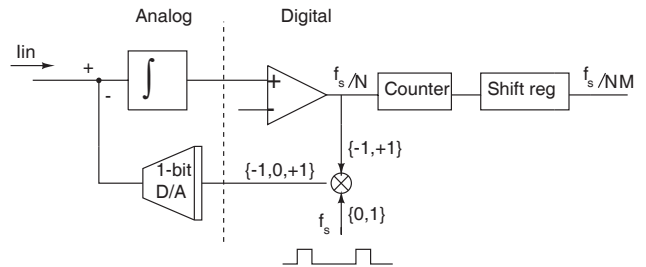 Analog
Digital
Iin
+
-
∫
+
-
fs/N
Counter
Shift reg
fs/NM
{-1,+1}
1-bit
D/A
{-1,0,+1}
fs
{0,1}